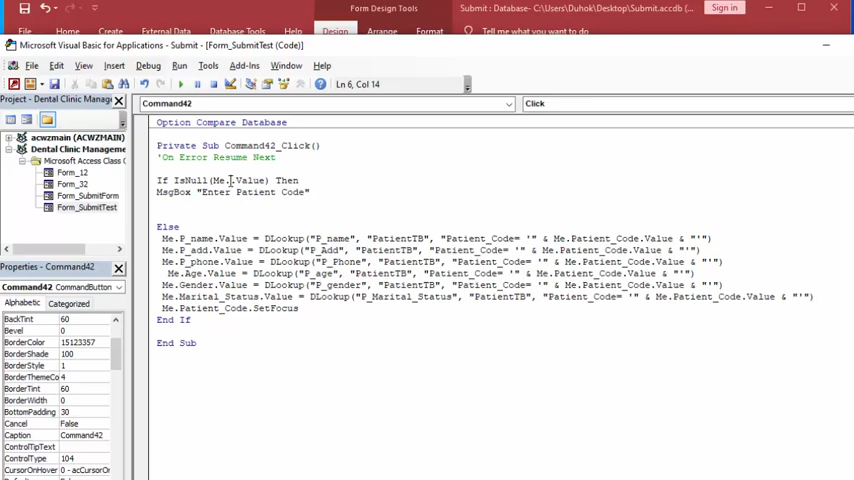 Form Design Tools
Submit : Database- C:\Users\Duhok\Desktop\Submit.accdb (...
Sign in
File Home Create External Data Database Tools Design Arrange Format Tell me what you want to do
Microsoft Visual Basic for Applications - Submit - [Form_SubmitTest (Code)]
File Edit View Insert Debug Run Tools Add-Ins Window Help
Ln 6, Col 14
Project - Dental Clinic Manag
Command42
Click
acwzmain (ACWZMAIN)
Dental Clinic Manage
Microsoft Access Class O
Form_12
Form_32
Form_SubmitForm
Form_SubmitTest
Option Compare Database
Private Sub Command42_Click()
'On Error Resume Next
If IsNull(Me..Value) Then
MsgBox "Enter Patient Code"
Else
Me.P_name.Value = DLookup("P_name", "PatientTB", "Patient_Code= '" & Me.Patient_Code.Value & "'")
Me.P_add.Value = DLookup("P_Add", "PatientTB", "Patient_Code= '" & Me.Patient_Code.Value & "'")
Me.P_phone.Value = DLookup("P_Phone", "PatientTB", "Patient_Code= '" & Me.Patient_Code.Value & "'")
Me.Age.Value = DLookup("P_age", "PatientTB", "Patient_Code= '" & Me.Patient_Code.Value & "'")
Me.Gender.Value = DLookup("P_gender", "PatientTB", "Patient_Code= '" & Me.Patient_Code.Value & "'")
Me.Marital_Status.Value = DLookup("P_Marital_Status", "PatientTB", "Patient_Code= '" & Me.Patient_Code.Value & "'")
Me.Patient_Code.SetFocus
End If
End Sub
Properties - Command42
Command42 CommandButton
Alphabetic Categorized
BackTint 60
Bevel 0
BorderColor 15123357
BorderShade 100
BorderStyle 1
BorderThemeCo 4
BorderTint 60
BorderWidth 0
BottomPadding 30
Cancel False
Caption Command42
ControlTipText
ControlType 104
CursorOnHover 0 - acCursorOn